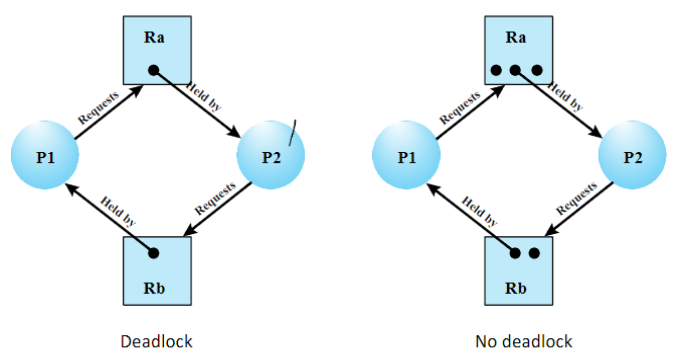 Ra
Requests
Held by
P1
P2
Held by
Requests
Rb
Deadlock
Ra
Requests
Held by
P1
P2
Held by
Requests
Rb
No deadlock